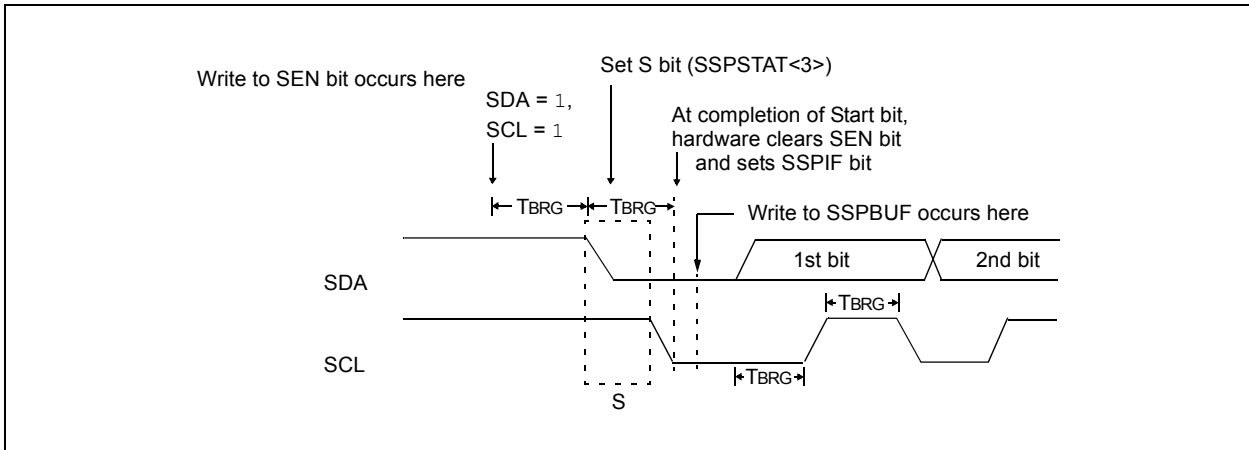 Write to SEN bit occurs here
Set S bit (SSPSTAT<3>)
SDA = 1,
SCL = 1
At completion of Start bit,
hardware clears SEN bit
and sets SSPIF bit
TBRG
TBRG
Write to SSPBUF occurs here
SDA
1st bit
2nd bit
TBRG
SCL
TBRG
S